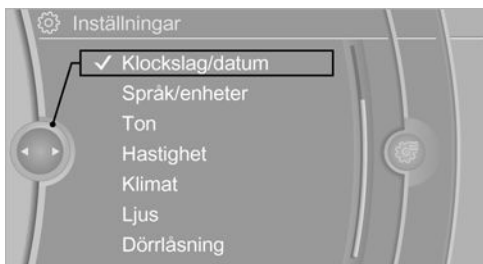 Inställningar
Klockslag/datum
Språk/enheter
Ton
Hastighet
Klimat
Ljus
Dörrlåsning